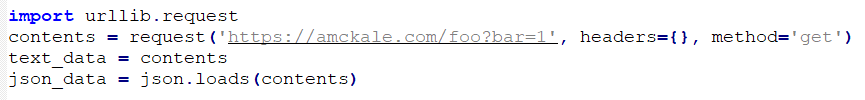 import urllib.request
contents = request('https://amckale.com/foo?bar=1', headers={}, method='get')
text_data = contents
json_data = json.loads(contents)